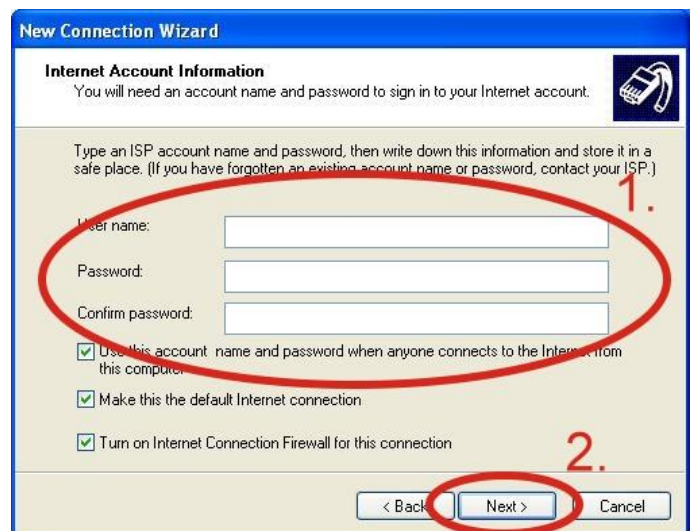 New Connection Wizard
Internet Account Information
You will need an account name and password to sign in to your Internet account.
Type an ISP account name and password, then write down this information and store it in a
safe place. (If you have forgotten an existing account name or password, contact your ISP.)
1.
User name:
Password:
Confirm password:
Use this account name and password when anyone connects to the Internet from
this computer
Make this the default Internet connection
Turn on Internet Connection Firewall for this connection
2.
< Back
Next >
Cancel